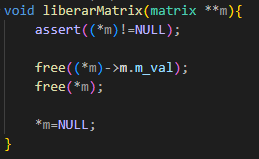 void liberarMatrix(matrix **m){
    assert((*m)!=NULL);
    free((*m)->m.m_val);
    free(*m);
    *m=NULL;
}